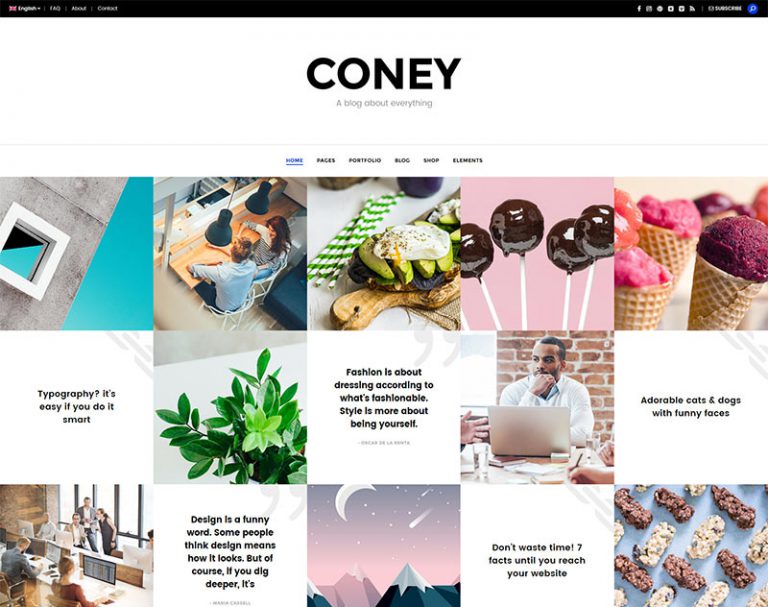 English | FAQ | About | Contact
SUBSCRIBE
CONEY
A blog about everything
HOME PAGES PORTFOLIO BLOG SHOP ELEMENTS
Typography? it's
easy if you do it
smart
Fashion is about
dressing according to
what's fashionable.
Style is more about
being yourself.
- OSCAR DE LA RENTA
Adorable cats & dogs
with funny faces
Design is a funny
word. Some people
think design means
how it looks. But of
course, if you dig
deeper, it's
- MARIA CASSELL
Don't waste time! 7
facts until you reach
your website